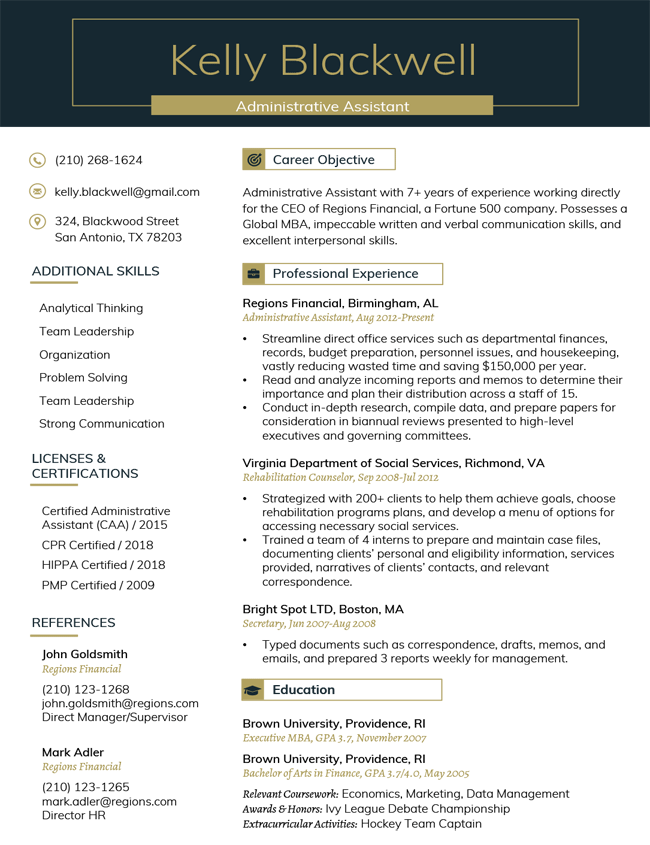 Kelly Blackwell
Administrative Assistant
(210) 268-1624
kelly.blackwell@gmail.com
324, Blackwood Street
San Antonio, TX 78203
ADDITIONAL SKILLS
Analytical Thinking
Team Leadership
Organization
Problem Solving
Team Leadership
Strong Communication
LICENSES &
CERTIFICATIONS
Certified Administrative
Assistant (CAA) / 2015
CPR Certified / 2018
HIPPA Certified / 2018
PMP Certified / 2009
REFERENCES
John Goldsmith
Regions Financial
(210) 123-1268
john.goldsmith@regions.com
Direct Manager/Supervisor
Mark Adler
Regions Financial
(210) 123-1265
mark.adler@regions.com
Director HR
Career Objective
Administrative Assistant with 7+ years of experience working directly
for the CEO of Regions Financial, a Fortune 500 company. Possesses a
Global MBA, impeccable written and verbal communication skills, and
excellent interpersonal skills.
Professional Experience
Regions Financial, Birmingham, AL
Administrative Assistant, Aug 2012-Present
• Streamline direct office services such as departmental finances,
records, budget preparation, personnel issues, and housekeeping,
vastly reducing wasted time and saving $150,000 per year.
• Read and analyze incoming reports and memos to determine their
importance and plan their distribution across a staff of 15.
• Conduct in-depth research, compile data, and prepare papers for
consideration in biannual reviews presented to high-level
executives and governing committees.
Virginia Department of Social Services, Richmond, VA
Rehabilitation Counselor, Sep 2008-Jul 2012
• Strategized with 200+ clients to help them achieve goals, choose
rehabilitation programs plans, and develop a menu of options for
accessing necessary social services.
• Trained a team of 4 interns to prepare and maintain case files,
documenting clients' personal and eligibility information, services
provided, narratives of clients' contacts, and relevant
correspondence.
Bright Spot LTD, Boston, MA
Secretary, Jun 2007-Aug 2008
• Typed documents such as correspondence, drafts, memos, and
emails, and prepared 3 reports weekly for management.
Education
Brown University, Providence, RI
Executive MBA, GPA 3.7, November 2007
Brown University, Providence, RI
Bachelor of Arts in Finance, GPA 3.7/4.0, May 2005
Relevant Coursework: Economics, Marketing, Data Management
Awards & Honors: Ivy League Debate Championship
Extracurricular Activities: Hockey Team Captain